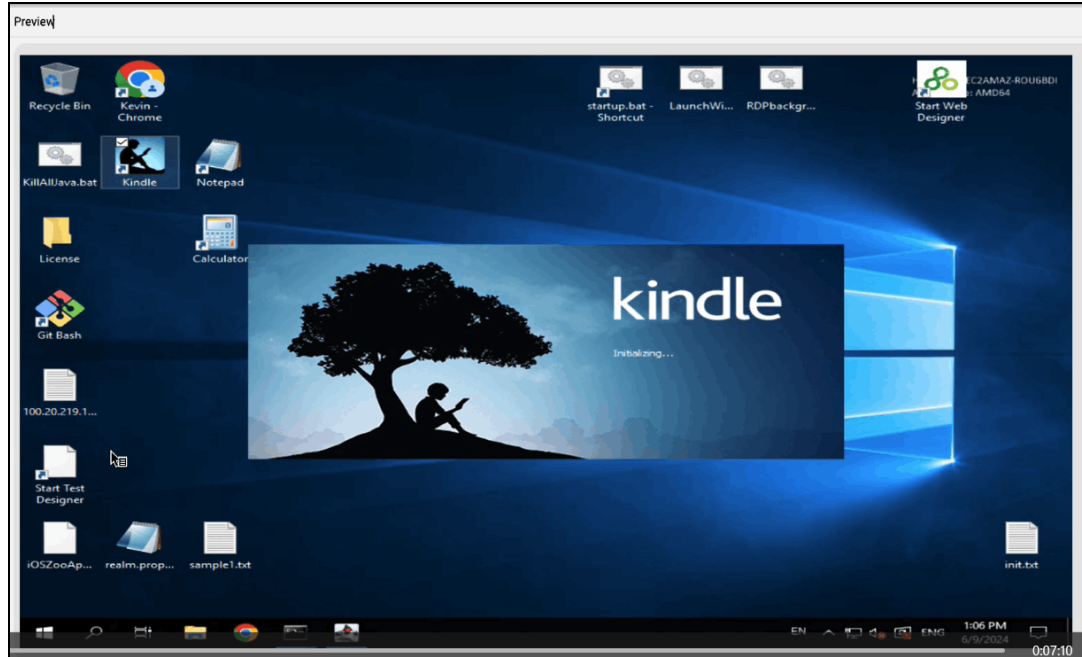 Preview
Recycle Bin
Kevin -
Chrome
startup.bat -
Shortcut
LaunchWi...
RDPbackgr...
EC2AMAZ-ROU6BDI
: AMD64
Start Web
Designer
KillAllJava.bat
Kindle
Notepad
License
Calculator
kindle
Initializing...
Git Bash
100.20.219.1...
Start Test
Designer
iOSZooAp...
realm.prop...
sample1.txt
init.txt
EN
ENG
1:06 PM
6/9/2024
0:07:10